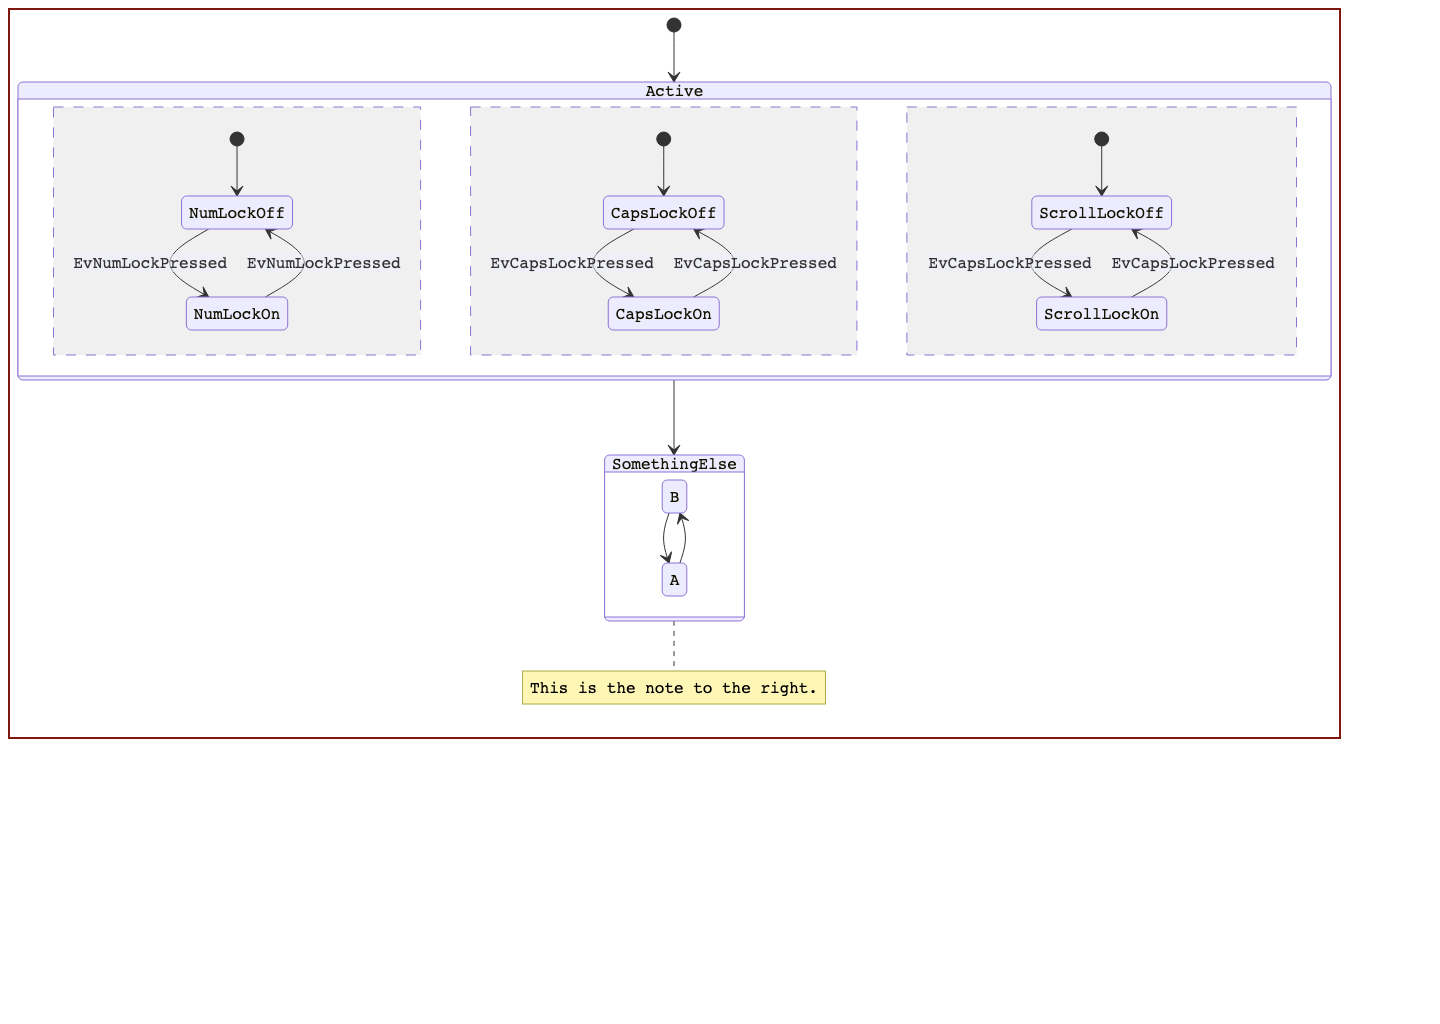 Active
NumLockOff
CapsLockOff
ScrollLockOff
EvNumLockPressed
EvNumLockPressed
EvCapsLockPressed
EvCapsLockPressed
EvCapsLockPressed
EvCapsLockPressed
NumLockOn
CapsLockOn
ScrollLockOn
SomethingElse
B
A
This is the note to the right.